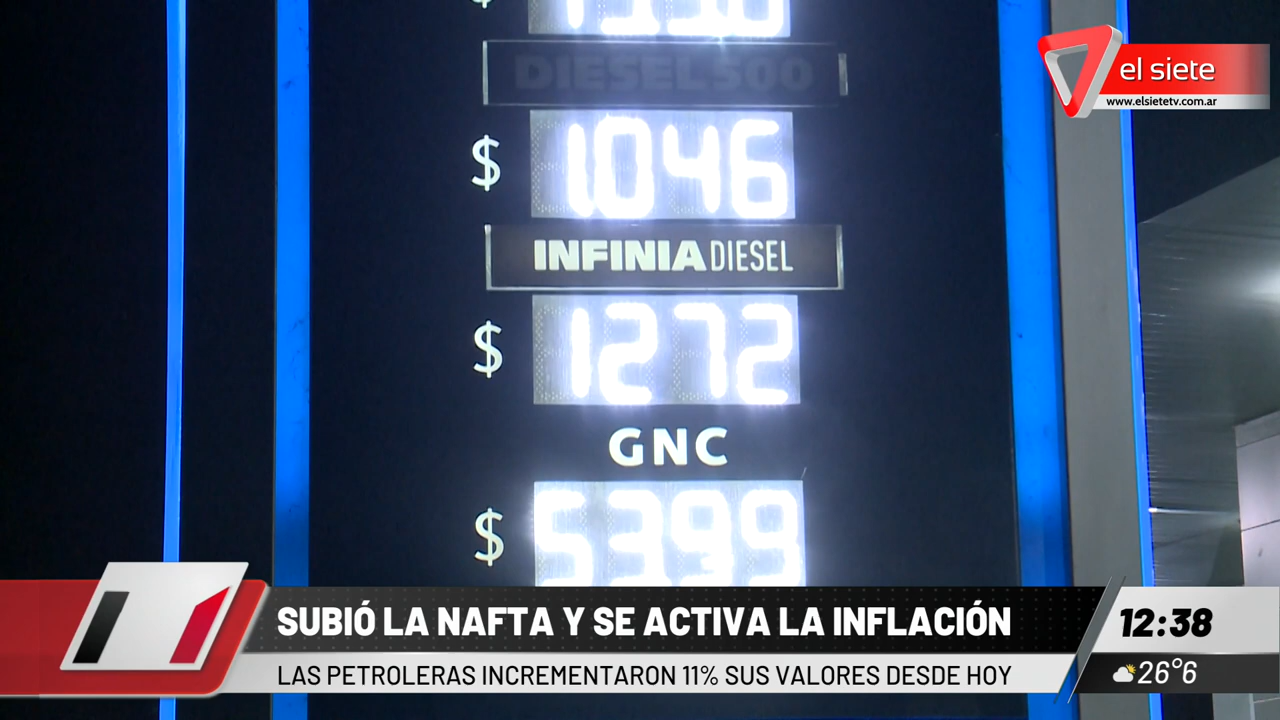 el siete
www.elsietetv.com.ar
DIESEL 500
$ 1046
INFINIA DIESEL
$ 1272
GNC
$ 5399
SUBIÓ LA NAFTA Y SE ACTIVA LA INFLACIÓN
12:38
LAS PETROLERAS INCREMENTARON 11% SUS VALORES DESDE HOY
26°6